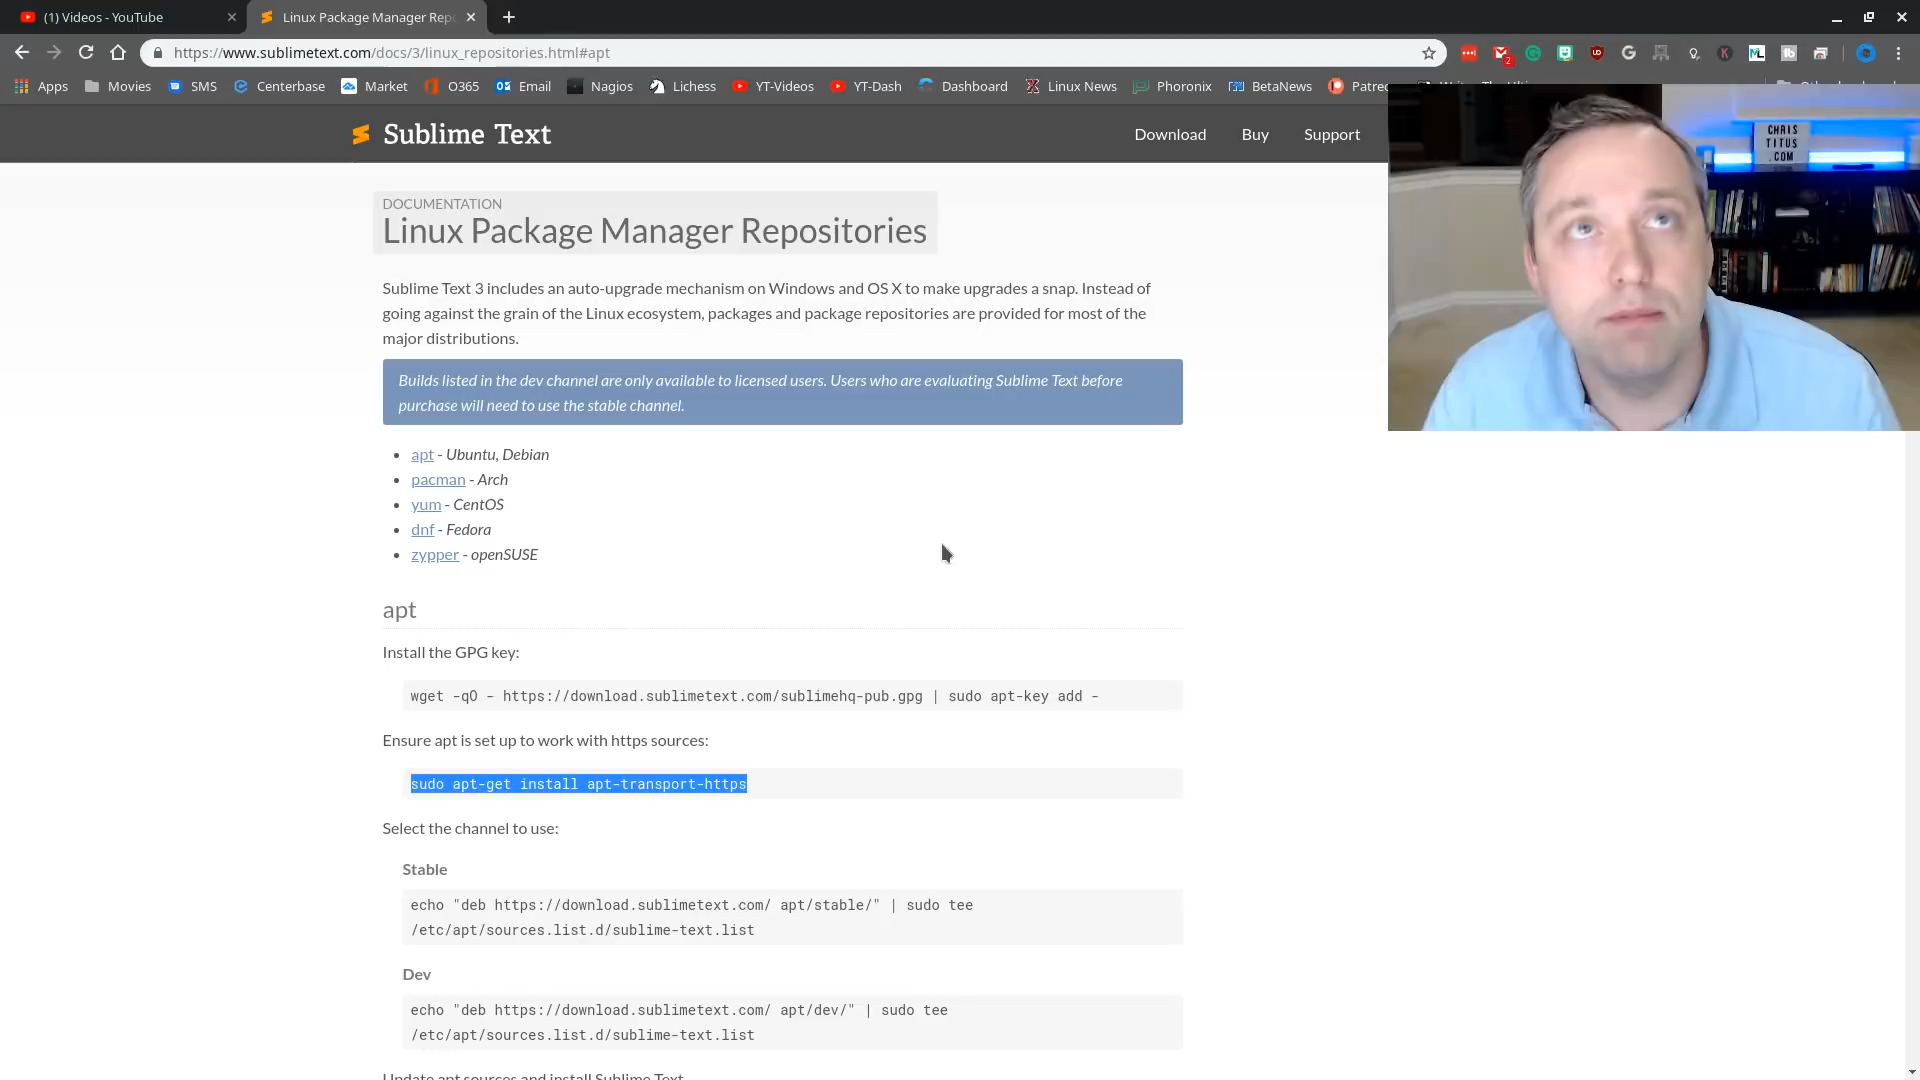 (1) Videos - YouTube
Linux Package Manager Repo
https://www.sublimetext.com/docs/3/linux_repositories.html#apt
2
Apps
Movies
SMS
Centerbase
Market
O365
Email
Nagios
Lichess
YT-Videos
YT-Dash
Dashboard
Linux News
Phoronix
BetaNews
Sublime Text
Download
Buy
Support
CHRIS
TITUS
.COM
DOCUMENTATION
Linux Package Manager Repositories
Sublime Text 3 includes an auto-upgrade mechanism on Windows and OS X to make upgrades a snap. Instead of
going against the grain of the Linux ecosystem, packages and package repositories are provided for most of the
major distributions.
Builds listed in the dev channel are only available to licensed users. Users who are evaluating Sublime Text before
purchase will need to use the stable channel.
apt - Ubuntu, Debian
pacman - Arch
yum - CentOS
dnf - Fedora
zypper - openSUSE
apt
Install the GPG key:
wget -qO - https://download.sublimetext.com/sublimehq-pub.gpg | sudo apt-key add -
Ensure apt is set up to work with https sources:
sudo apt-get install apt-transport-https
Select the channel to use:
Stable
echo "deb https://download.sublimetext.com/ apt/stable/" | sudo tee
/etc/apt/sources.list.d/sublime-text.list
Dev
echo "deb https://download.sublimetext.com/ apt/dev/" | sudo tee
/etc/apt/sources.list.d/sublime-text.list
Update apt sources and install Sublime Text